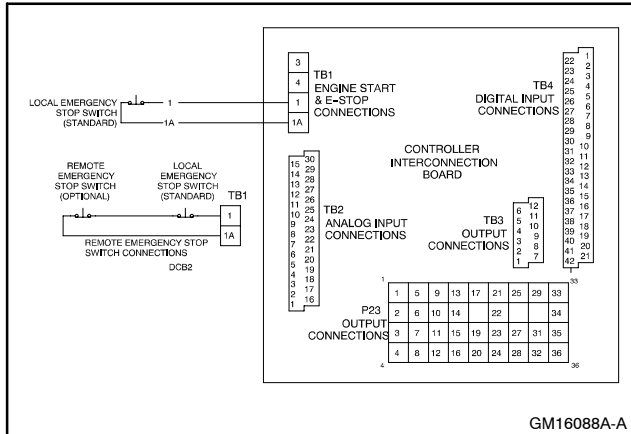 3
4
1
1A
TB1
ENGINE START
& E-STOP
CONNECTIONS
LOCAL EMERGENCY
STOP SWITCH
(STANDARD)
1
1A
REMOTE
EMERGENCY
STOP SWITCH
(OPTIONAL)
LOCAL
EMERGENCY
STOP SWITCH
(STANDARD)
TB1
1
1A
REMOTE EMERGENCY STOP
SWITCH CONNECTIONS
DCB2
15 30
14 29
13 28
12 27
11 26
10 25
9 24
8 23
7 22
6 21
5 20
4 19
3 18
2 17
1 16
TB2
ANALOG INPUT
CONNECTIONS
CONTROLLER
INTERCONNECTION
BOARD
TB4
DIGITAL INPUT
CONNECTIONS
22 1
23 2
24 3
25 4
26 5
27 6
28 7
29 8
30 9
31 10
32 11
33 12
34 13
35 14
36 15
37 16
38 17
39 18
40 19
41 20
42 21
TB3
OUTPUT
CONNECTIONS
6 12
5 11
4 10
3 9
2 8
1 7
P23
OUTPUT
CONNECTIONS
1 33
1 5 9 13 17 21 25 29 33
2 6 10 14 22 34
3 7 11 15 19 23 27 31 35
4 8 12 16 20 24 28 32 36
4 36
GM16088A-A